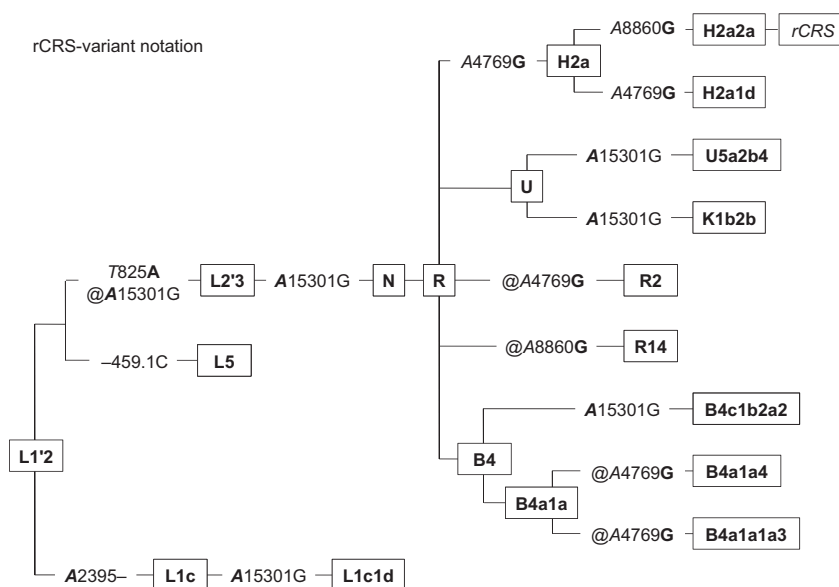 rCRS-variant notation
A8860G H2a2a rCRS
A4769G H2a
A4769G H2a1d
A15301G U5a2b4
U
A15301G K1b2b
T825A
@A15301G L2'3 A15301G N R @A4769G R2
@A8860G R14
–459.1C L5
A15301G B4c1b2a2
L1'2 B4
@A4769G B4a1a4
B4a1a
@A4769G B4a1a1a3
A2395– L1c A15301G L1c1d